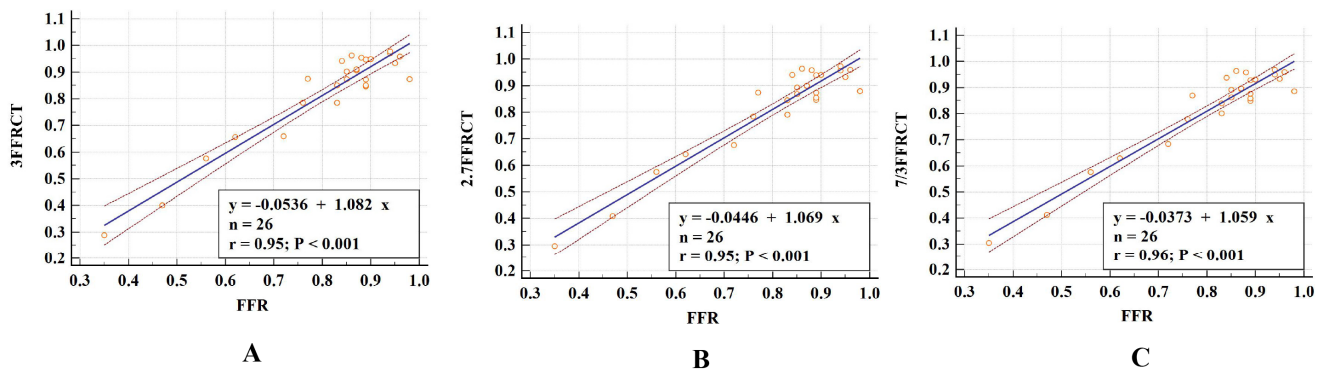 3FFRCT
1.1
1.0
0.9
0.8
0.7
0.6
0.5
0.4
0.3
0.2
y = -0.0536 + 1.082 x
n = 26
r = 0.95; P < 0.001
0.3 0.4 0.5 0.6 0.7 0.8 0.9 1.0
FFR
A
2.7FFRCT
1.1
1.0
0.9
0.8
0.7
0.6
0.5
0.4
0.3
0.2
y = -0.0446 + 1.069 x
n = 26
r = 0.95; P < 0.001
0.3 0.4 0.5 0.6 0.7 0.8 0.9 1.0
FFR
B
7/3FFRCT
1.1
1.0
0.9
0.8
0.7
0.6
0.5
0.4
0.3
0.2
y = -0.0373 + 1.059 x
n = 26
r = 0.96; P < 0.001
0.3 0.4 0.5 0.6 0.7 0.8 0.9 1.0
FFR
C